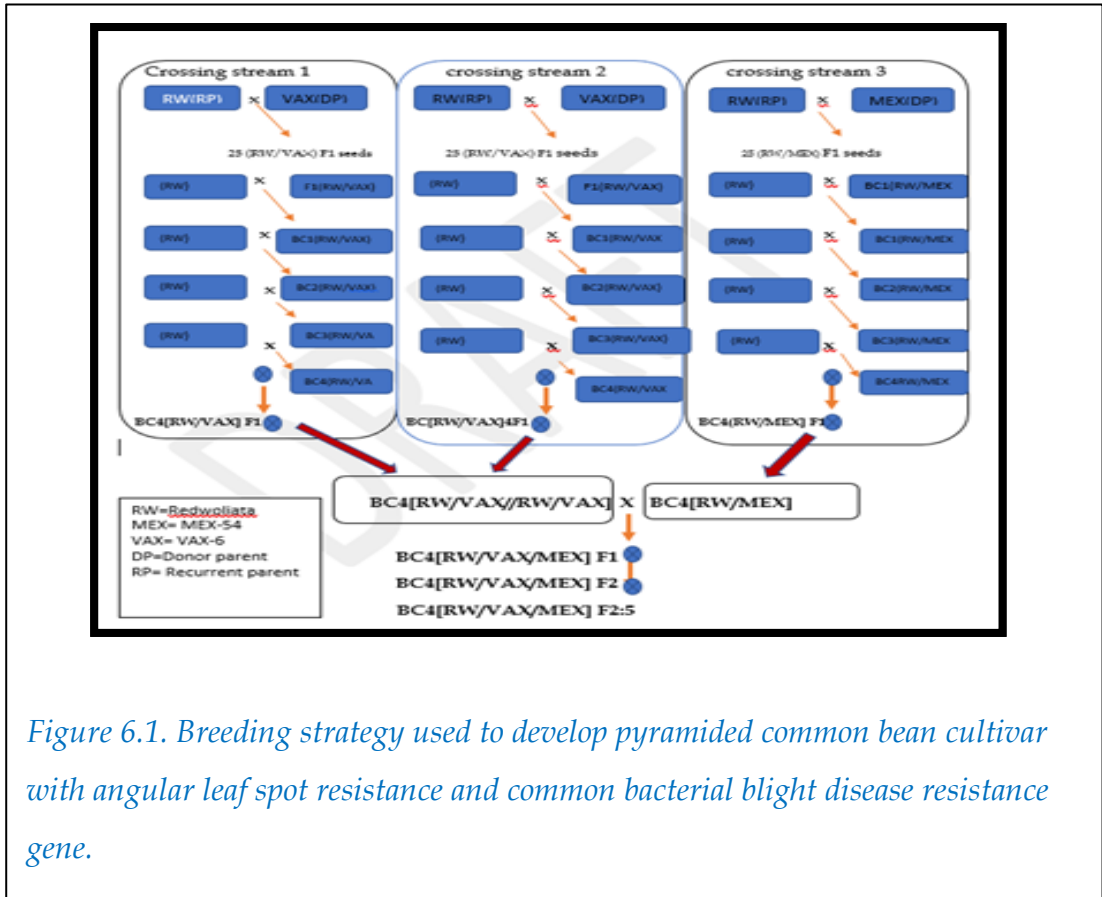 DRAFT
Crossing stream 1
crossing stream 2
crossing stream 3
RW(RP) x VAX(DP)
RW(RP) x VAX(DP)
RW(RP) x MEX(DP)
25 (RW/VAX) F1 seeds
25 (RW/VAX) F1 seeds
25 (RW/MEX) F1 seeds
(RW) x F1(RW/VAX)
(RW) x F1(RW/VAX)
(RW) x BC1(RW/MEX
(RW) x BC1(RW/VAX)
(RW) x BC1(RW/VAX
(RW) x BC1(RW/MEX
(RW) x BC2(RW/VAX)
(RW) x BC2(RW/VAX)
(RW) x BC2(RW/MEX
(RW) x BC3(RW/VA
(RW) x BC3(RW/VAX)
(RW) x BC3(RW/MEX
BC4(RW/VA
BC4(RW/VAX
BC4RW/MEX
BC4[RW/VAX] F1
BC[RW/VAX]4F1
BC4(RW/MEX] F1
BC4[RW/VAX//RW/VAX] X BC4[RW/MEX]
RW=Redwoliata
MEX= MEX-54
VAX= VAX-6
DP=Donor parent
RP= Recurrent parent
BC4[RW/VAX/MEX] F1
BC4[RW/VAX/MEX] F2
BC4[RW/VAX/MEX] F2:5
Figure 6.1. Breeding strategy used to develop pyramided common bean cultivar
with angular leaf spot resistance and common bacterial blight disease resistance
gene.